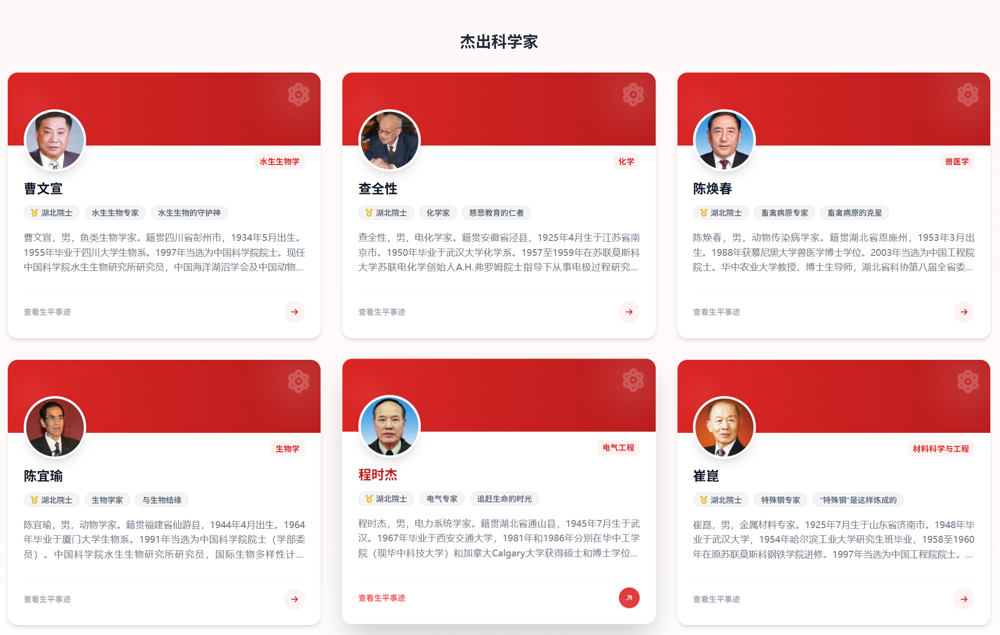 杰出科学家
水生生物学
曹文宣
湖北院士 水生生物专家 水生生物的守护神
曹文宣，男，鱼类生物学家。籍贯四川省彭州市，1934年5月出生。
1955年毕业于四川大学生物系。1997年当选为中国科学院院士。现任
中国科学院水生生物研究所研究员，中国海洋湖沼学会及中国动物...
查看生平事迹
化学
查全性
湖北院士 化学家 慈悲教育的仁者
查全性，男，电化学家。籍贯安徽省泾县，1925年4月生于江苏省南
京市。1950年毕业于武汉大学化学系。1957至1959年在苏联莫斯科
大学苏联电化学创始人A.H.弗罗姆院士指导下从事电极过程研究...
查看生平事迹
兽医学
陈焕春
湖北院士 畜禽病原专家 畜禽病原的克星
陈焕春，男，动物传染病学家。籍贯湖北省恩施州，1953年3月出
生。1988年获慕尼黑大学兽医学博士学位。2003年当选为中国工程院
院士。华中农业大学教授、博士生导师，湖北省科协第八届全省委...
查看生平事迹
生物学
陈宜瑜
湖北院士 生物学家 与生物结缘
陈宜瑜，男，动物学家。籍贯福建省仙游县，1944年4月出生。1964
年毕业于厦门大学生物系。1991年当选为中国科学院院士（学部委
员）。中国科学院水生生物研究所研究员，国际生物多样性计...
查看生平事迹
电气工程
程时杰
湖北院士 电气专家 追赶生命的时光
程时杰，男，电力系统学家。籍贯湖北省通山县，1945年7月生于武
汉。1967年毕业于西安交通大学，1981年和1986年分别在华中工学
院（现华中科技大学）和加拿大Calgary大学获得硕士和博士学位...
查看生平事迹
材料科学与工程
崔崑
湖北院士 特殊钢专家 “特殊钢”是这样炼成的
崔崑，男，金属材料专家。1925年7月生于山东省济南市。1948年毕
业于武汉大学，1954年哈尔滨工业大学研究生班毕业，1958至1960
年在原苏联莫斯科钢铁学院进修。1997年当选为中国工程院院士。...
查看生平事迹